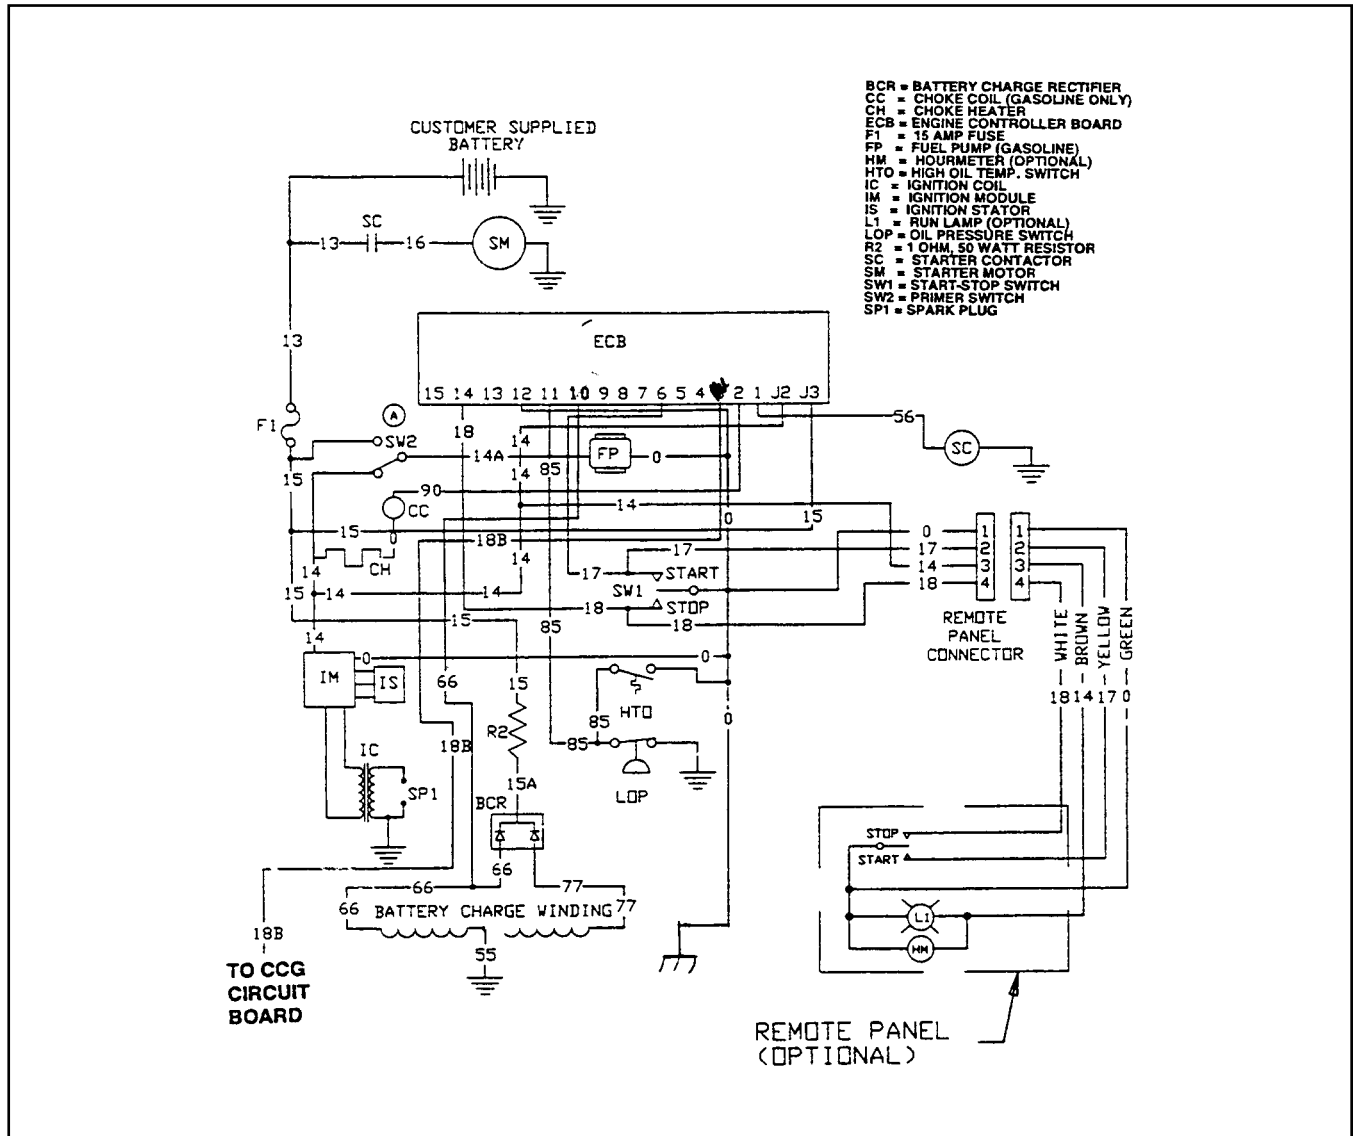 BCR = BATTERY CHARGE RECTIFIER
CC = CHOKE COIL (GASOLINE ONLY)
CH = CHOKE HEATER
ECB = ENGINE CONTROLLER BOARD
F1 = 15 AMP FUSE
FP = FUEL PUMP (GASOLINE)
HM = HOURMETER (OPTIONAL)
HTO = HIGH OIL TEMP. SWITCH
IC = IGNITION COIL
IM = IGNITION MODULE
IS = IGNITION STATOR
L1 = RUN LAMP (OPTIONAL)
LOP = OIL PRESSURE SWITCH
R2 = 1 OHM, 50 WATT RESISTOR
SC = STARTER CONTACTOR
SM = STARTER MOTOR
SW1 = START-STOP SWITCH
SW2 = PRIMER SWITCH
SP1 = SPARK PLUG
CUSTOMER SUPPLIED
BATTERY
SC
13 16 SM
13
ECB
15 14 13 12 11 10 9 8 7 6 5 4 2 1 J2 J3
A
F1
SW2
18
14
56
SC
14A
85
FP
0
15
14
90
CC
14
0
15
15
0
18B
CH
14
17
17
START
SW1
STOP
14
15
14
14
18
18
15
85
0 1 1
17 2 2
14 3 3
18 4 4
REMOTE
PANEL
CONNECTOR
WHITE
BROWN
YELLOW
GREEN
18 14 17 0
14
IM
IS
0
0
66
15
HTO
0
R2
85
85
LOP
18B
IC
SP1
15A
BCR
66
66
77
66
BATTERY CHARGE WINDING
77
55
18B
TO CCG
CIRCUIT
BOARD
STOP
START
L1
HM
REMOTE PANEL
(OPTIONAL)